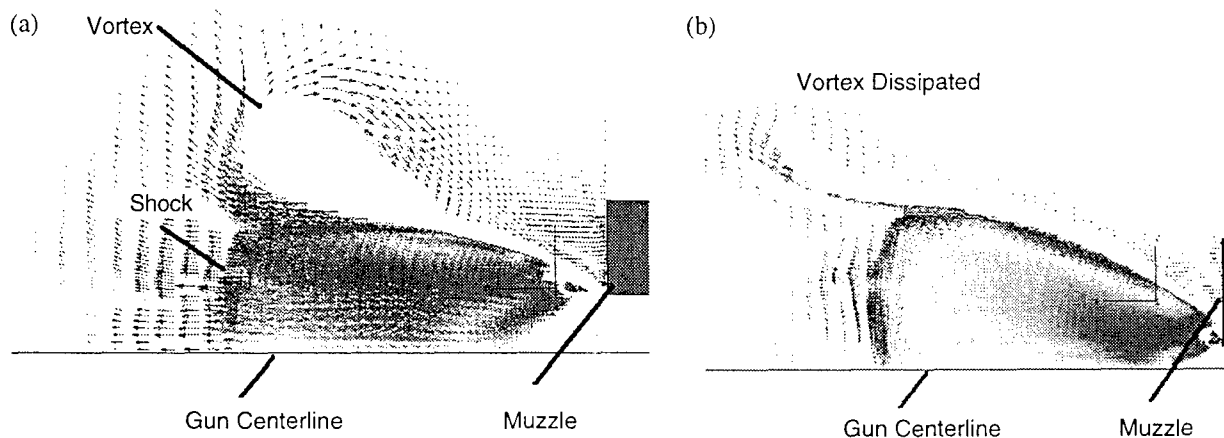 (a)
Vortex
Shock
Gun Centerline
Muzzle
(b)
Vortex Dissipated
Gun Centerline
Muzzle